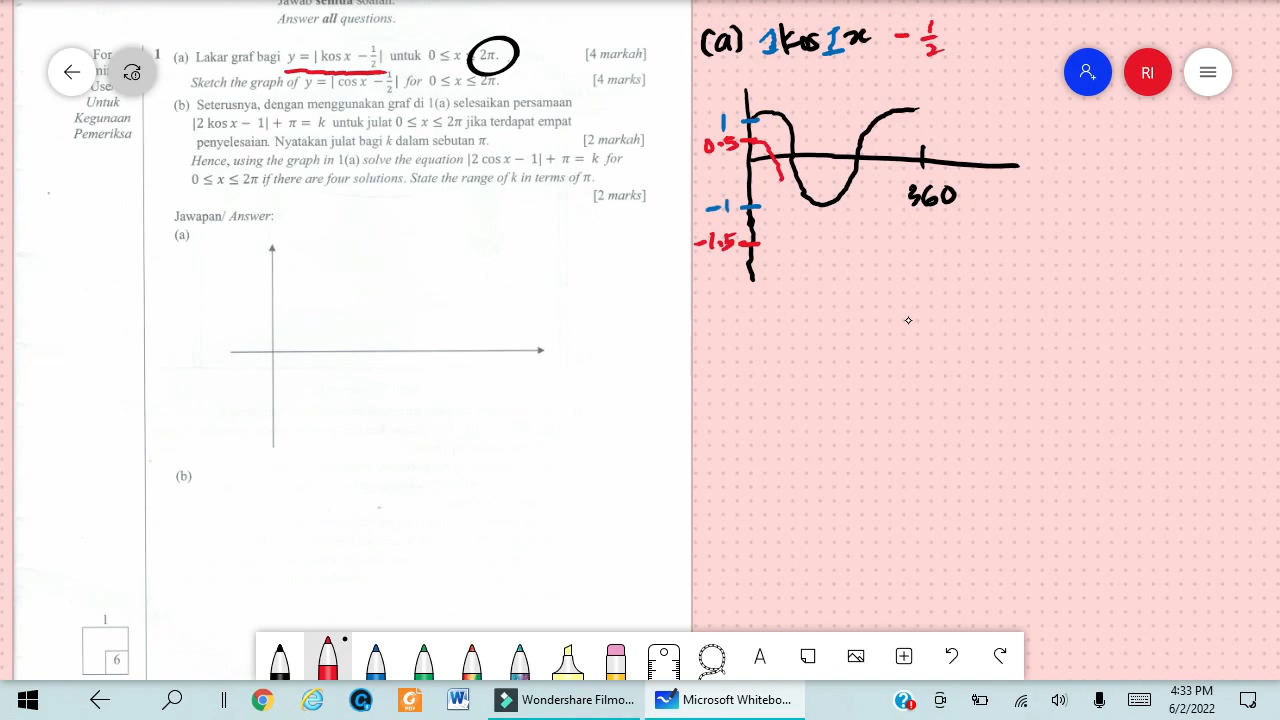 Jawab semua soalan.
Answer all questions.
1 (a) Lakar graf bagi y = | kos x − 1/2 | untuk 0 ≤ x 2π. [4 markah]
Sketch the graph of y = | cos x − 1/2 | for 0 ≤ x ≤ 2π. [4 marks]
(b) Seterusnya, dengan menggunakan graf di 1(a) selesaikan persamaan
|2 kos x − 1| + π = k untuk julat 0 ≤ x ≤ 2π jika terdapat empat
penyelesaian. Nyatakan julat bagi k dalam sebutan π. [2 markah]
Hence, using the graph in 1(a) solve the equation |2 cos x − 1| + π = k for
0 ≤ x ≤ 2π if there are four solutions. State the range of k in terms of π.
[2 marks]
Jawapan/ Answer:
(a)
(b)
For
Use
Untuk
Kegunaan
Pemeriksa
1
6
(a) 1 kos 1x − 1/2
1
0.5
-1
-1.5
360
RI
A
Wondershare Filmo...
Microsoft Whitebo...
4:33 PM
6/2/2022